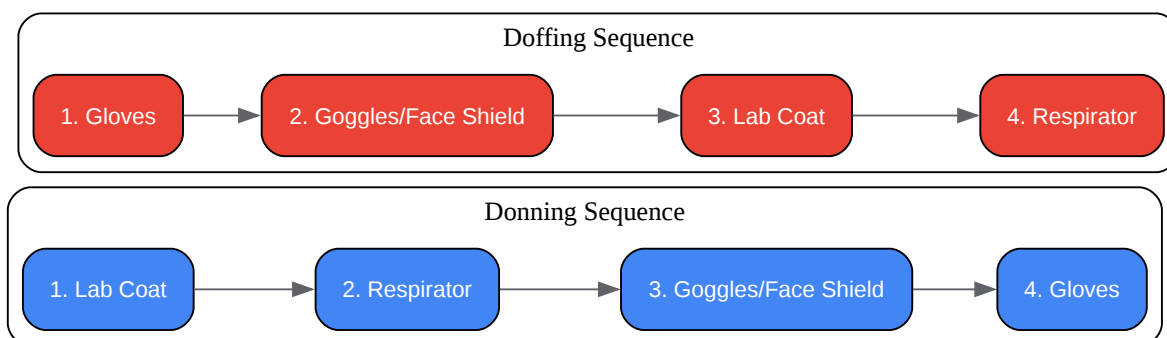 Doffing Sequence
1. Gloves
2. Goggles/Face Shield
3. Lab Coat
4. Respirator
Donning Sequence
1. Lab Coat
2. Respirator
3. Goggles/Face Shield
4. Gloves